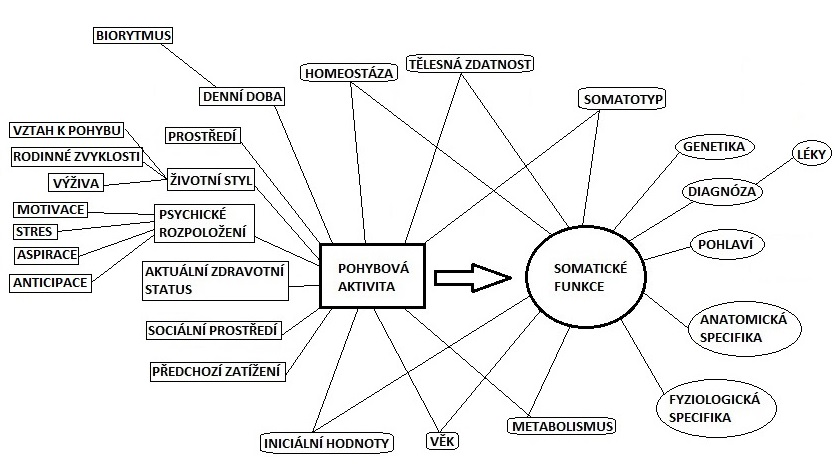 BIORYTMUS
DENNÍ DOBA
HOMEOSTÁZA
TĚLESNÁ ZDATNOST
SOMATOTYP
VZTAH K POHYBU
RODINNÉ ZVYKLOSTI
VÝŽIVA
PROSTŘEDÍ
ŽIVOTNÍ STYL
MOTIVACE
STRES
ASPIRACE
ANTICIPACE
PSYCHICKÉ
ROZPOLOŽENÍ
AKTUÁLNÍ ZDRAVOTNÍ
STATUS
SOCIÁLNÍ PROSTŘEDÍ
PŘEDCHOZÍ ZATÍŽENÍ
POHYBOVÁ
AKTIVITA
SOMATICKÉ
FUNKCE
GENETIKA
LÉKY
DIAGNÓZA
POHLAVÍ
ANATOMICKÁ
SPECIFIKA
FYZIOLOGICKÁ
SPECIFIKA
INICIÁLNÍ HODNOTY
VĚK
METABOLISMUS